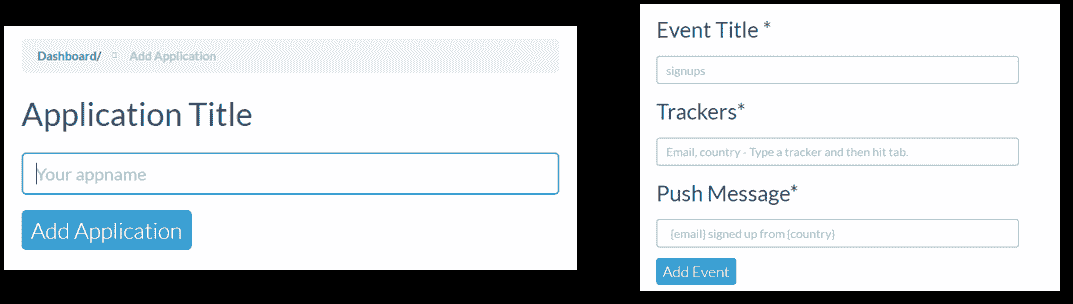 Dashboard/ Add Application
Application Title
Your appname
Add Application
Event Title *
signups
Trackers*
Email, country - Type a tracker and then hit tab.
Push Message*
{email} signed up from {country}
Add Event